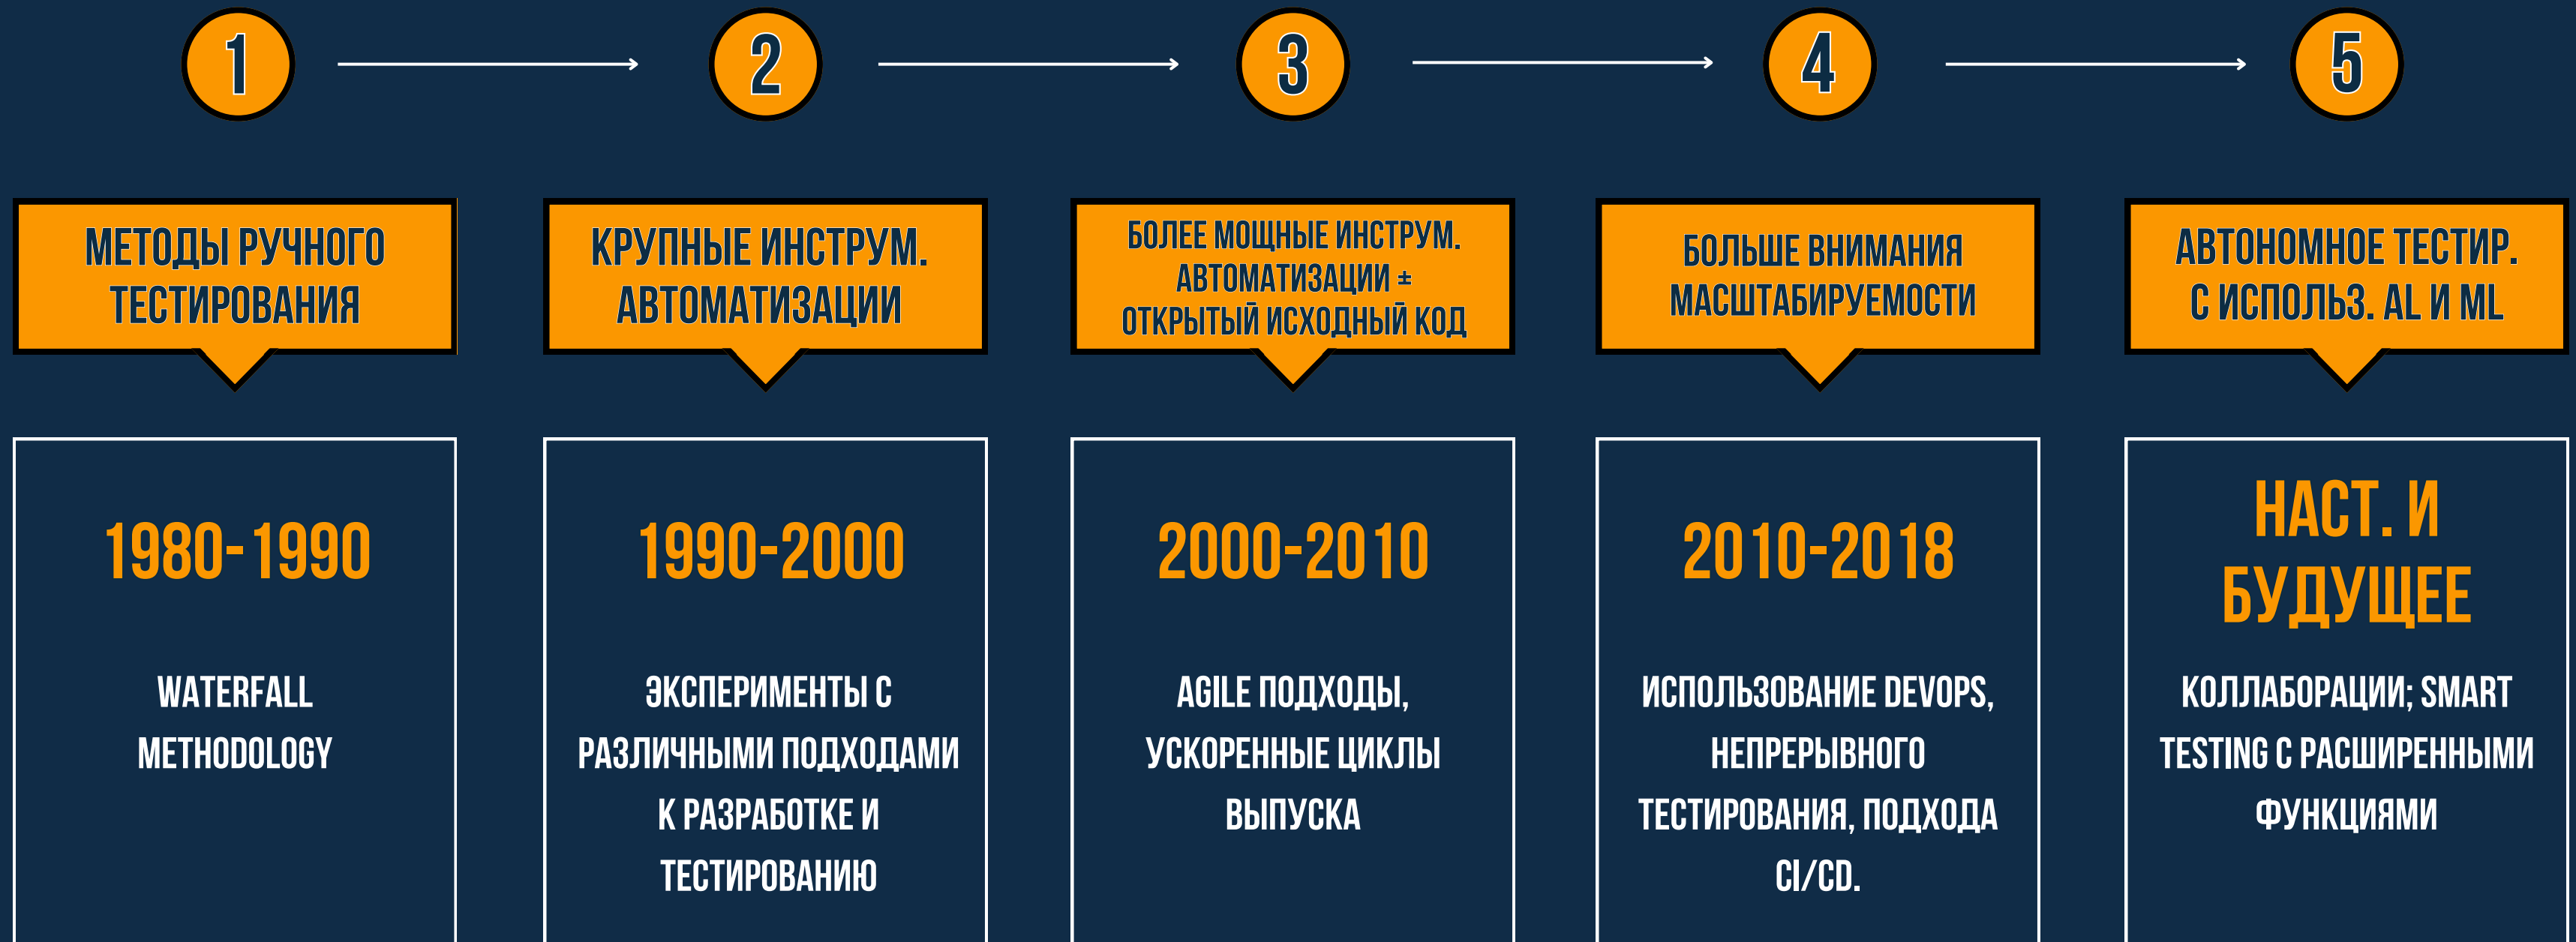 1
2
3
4
5
МЕТОДЫ РУЧНОГО
ТЕСТИРОВАНИЯ
КРУПНЫЕ ИНСТРУМ.
АВТОМАТИЗАЦИИ
БОЛЕЕ МОЩНЫЕ ИНСТРУМ.
АВТОМАТИЗАЦИИ ±
ОТКРЫТЫЙ ИСХОДНЫЙ КОД
БОЛЬШЕ ВНИМАНИЯ
МАСШТАБИРУЕМОСТИ
АВТОНОМНОЕ ТЕСТИР.
С ИСПОЛЬЗ. AL И ML
1980-1990
WATERFALL
METHODOLOGY
1990-2000
ЭКСПЕРИМЕНТЫ С
РАЗЛИЧНЫМИ ПОДХОДАМИ
К РАЗРАБОТКЕ И
ТЕСТИРОВАНИЮ
2000-2010
AGILE ПОДХОДЫ,
УСКОРЕННЫЕ ЦИКЛЫ
ВЫПУСКА
2010-2018
ИСПОЛЬЗОВАНИЕ DEVOPS,
НЕПРЕРЫВНОГО
ТЕСТИРОВАНИЯ, ПОДХОДА
CI/CD.
НАСТ. И
БУДУЩЕЕ
КОЛЛАБОРАЦИИ; SMART
TESTING С РАСШИРЕННЫМИ
ФУНКЦИЯМИ